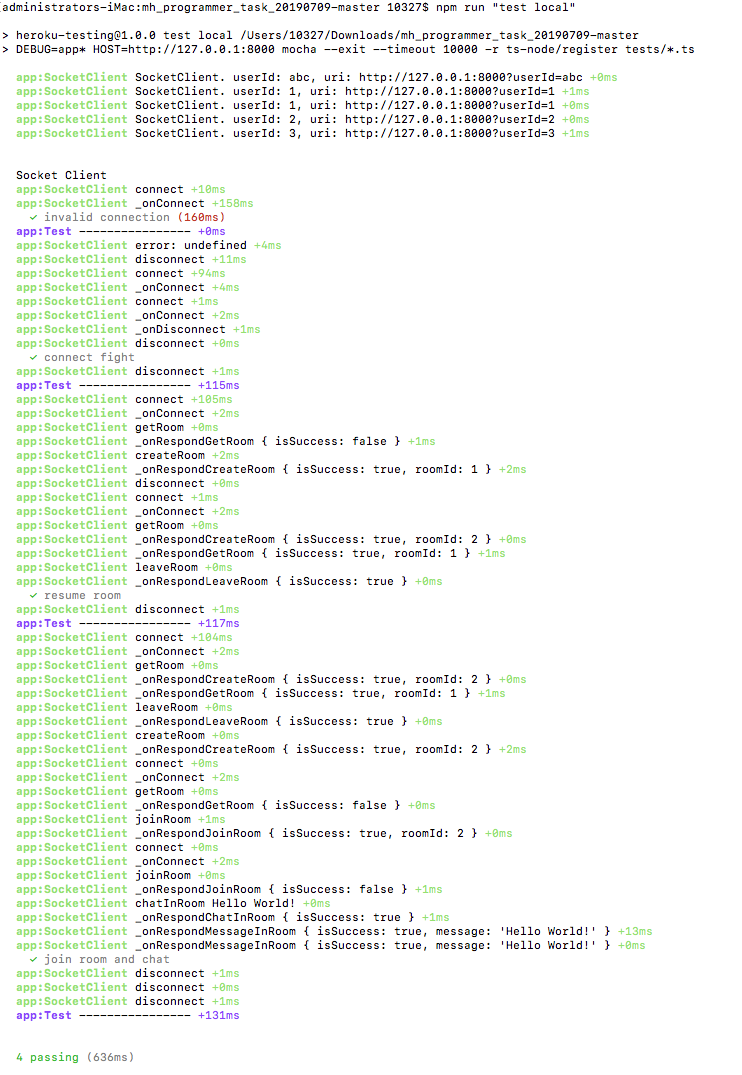 [administrators-iMac:mh_programmer_task_20190709-master 10327$ npm run "test local"
> heroku-testing@1.0.0 test local /Users/10327/Downloads/mh_programmer_task_20190709-master
> DEBUG=app* HOST=http://127.0.0.1:8000 mocha --exit --timeout 10000 -r ts-node/register tests/*.ts
app:SocketClient SocketClient. userId: abc, uri: http://127.0.0.1:8000?userId=abc +0ms
app:SocketClient SocketClient. userId: 1, uri: http://127.0.0.1:8000?userId=1 +1ms
app:SocketClient SocketClient. userId: 1, uri: http://127.0.0.1:8000?userId=1 +0ms
app:SocketClient SocketClient. userId: 2, uri: http://127.0.0.1:8000?userId=2 +0ms
app:SocketClient SocketClient. userId: 3, uri: http://127.0.0.1:8000?userId=3 +1ms
Socket Client
app:SocketClient connect +10ms
app:SocketClient _onConnect +158ms
✓ invalid connection (160ms)
app:Test ---------------- +0ms
app:SocketClient error: undefined +4ms
app:SocketClient disconnect +11ms
app:SocketClient connect +94ms
app:SocketClient _onConnect +4ms
app:SocketClient connect +1ms
app:SocketClient _onConnect +2ms
app:SocketClient _onDisconnect +1ms
app:SocketClient disconnect +0ms
✓ connect fight
app:SocketClient disconnect +1ms
app:Test ---------------- +115ms
app:SocketClient connect +105ms
app:SocketClient _onConnect +2ms
app:SocketClient getRoom +0ms
app:SocketClient _onRespondGetRoom { isSuccess: false } +1ms
app:SocketClient createRoom +2ms
app:SocketClient _onRespondCreateRoom { isSuccess: true, roomId: 1 } +2ms
app:SocketClient disconnect +0ms
app:SocketClient connect +1ms
app:SocketClient _onConnect +2ms
app:SocketClient getRoom +0ms
app:SocketClient _onRespondCreateRoom { isSuccess: true, roomId: 2 } +0ms
app:SocketClient _onRespondGetRoom { isSuccess: true, roomId: 1 } +1ms
app:SocketClient leaveRoom +0ms
app:SocketClient _onRespondLeaveRoom { isSuccess: true } +0ms
✓ resume room
app:SocketClient disconnect +1ms
app:Test ---------------- +117ms
app:SocketClient connect +104ms
app:SocketClient _onConnect +2ms
app:SocketClient getRoom +0ms
app:SocketClient _onRespondCreateRoom { isSuccess: true, roomId: 2 } +0ms
app:SocketClient _onRespondGetRoom { isSuccess: true, roomId: 1 } +1ms
app:SocketClient leaveRoom +0ms
app:SocketClient _onRespondLeaveRoom { isSuccess: true } +0ms
app:SocketClient createRoom +0ms
app:SocketClient _onRespondCreateRoom { isSuccess: true, roomId: 2 } +2ms
app:SocketClient connect +0ms
app:SocketClient _onConnect +2ms
app:SocketClient getRoom +0ms
app:SocketClient _onRespondGetRoom { isSuccess: false } +0ms
app:SocketClient joinRoom +1ms
app:SocketClient _onRespondJoinRoom { isSuccess: true, roomId: 2 } +0ms
app:SocketClient connect +0ms
app:SocketClient _onConnect +2ms
app:SocketClient joinRoom +0ms
app:SocketClient _onRespondJoinRoom { isSuccess: false } +1ms
app:SocketClient chatInRoom Hello World! +0ms
app:SocketClient _onRespondChatInRoom { isSuccess: true } +1ms
app:SocketClient _onRespondMessageInRoom { isSuccess: true, message: 'Hello World!' } +13ms
app:SocketClient _onRespondMessageInRoom { isSuccess: true, message: 'Hello World!' } +0ms
✓ join room and chat
app:SocketClient disconnect +1ms
app:SocketClient disconnect +0ms
app:SocketClient disconnect +1ms
app:Test ---------------- +131ms
4 passing (636ms)